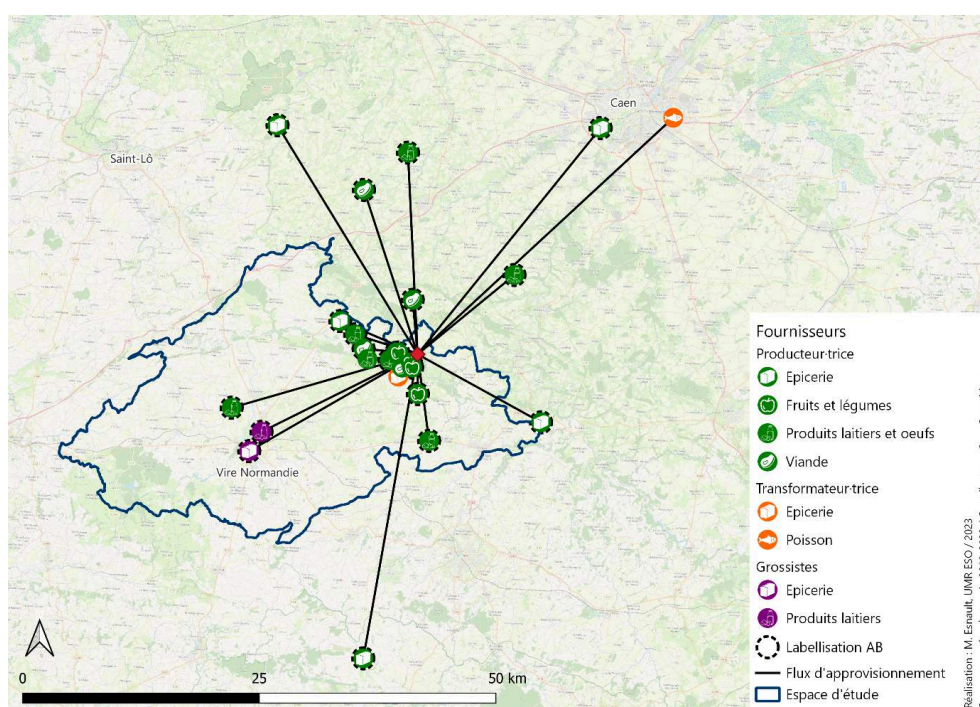 Caen
Saint-Lô
Vire Normandie
Fournisseurs
Producteur·trice
Epicerie
Fruits et légumes
Produits laitiers et oeufs
Viande
Transformateur·trice
Epicerie
Poisson
Grossistes
Epicerie
Produits laitiers
Labellisation AB
Flux d'approvisionnement
Espace d'étude
0 25 50 km
Réalisation : M. Esnault, UMR ESO / 2023